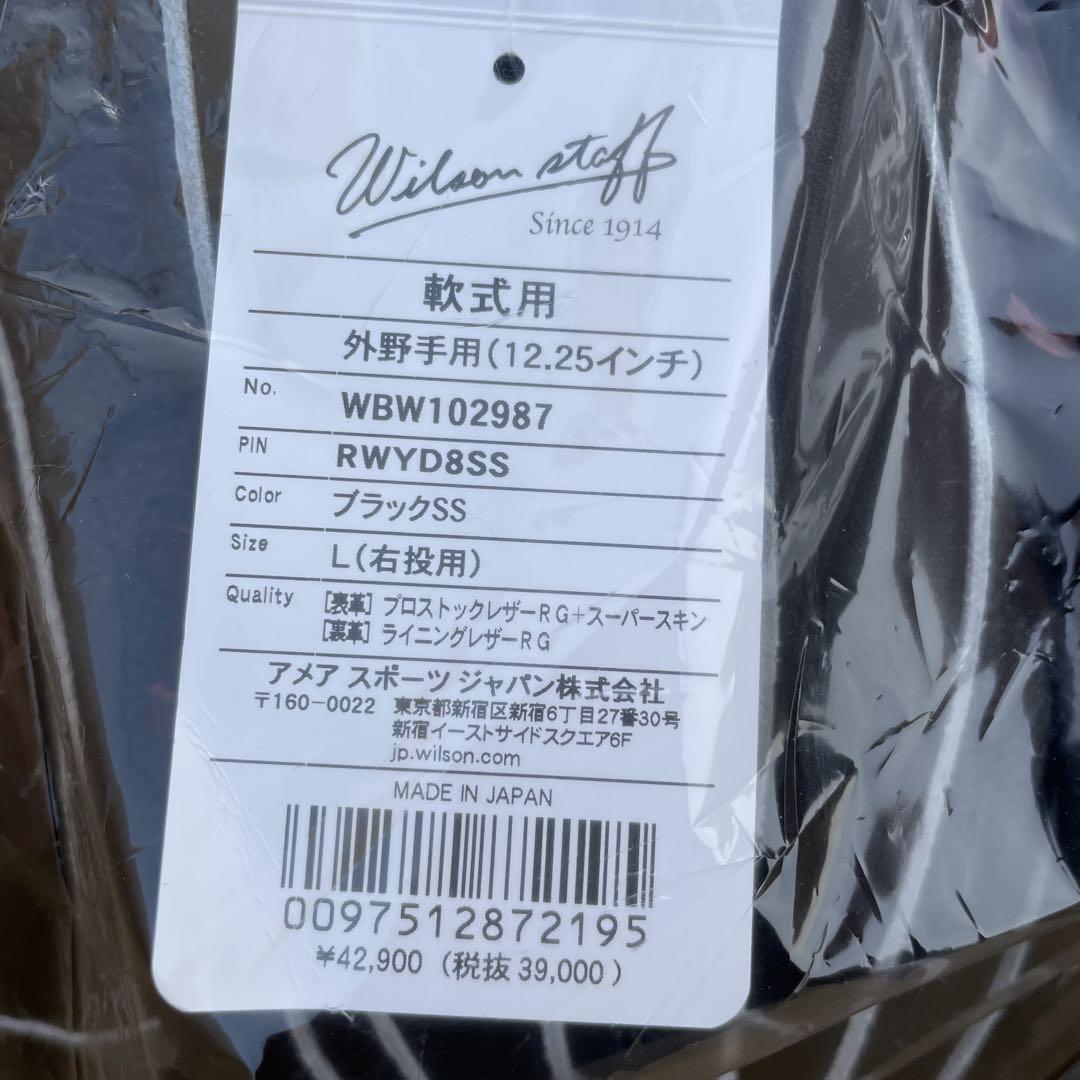 Wilson staff
Since 1914
軟式用
外野手用(12.25インチ)
No. WBW102987
PIN RWYD8SS
Color ブラックSS
Size L(右投用)
Quality [表革] プロストックレザーRG+スーパースキン
[裏革] ライニングレザーRG
アメア スポーツ ジャパン株式会社
〒160-0022 東京都新宿区新宿6丁目27番30号
新宿イーストサイドスクエア6F
jp.wilson.com
MADE IN JAPAN
0097512872195
¥42,900 (税抜39,000)